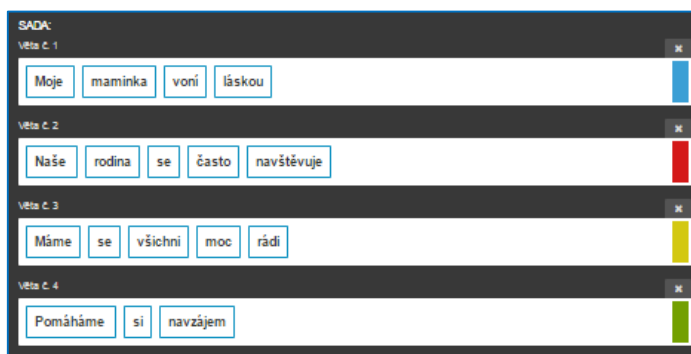 SADA:
Věta č. 1
Moje maminka voní láskou
Věta č. 2
Naše rodina se často navštěvuje
Věta č. 3
Máme se všichni moc rádi
Věta č. 4
Pomáháme si navzájem